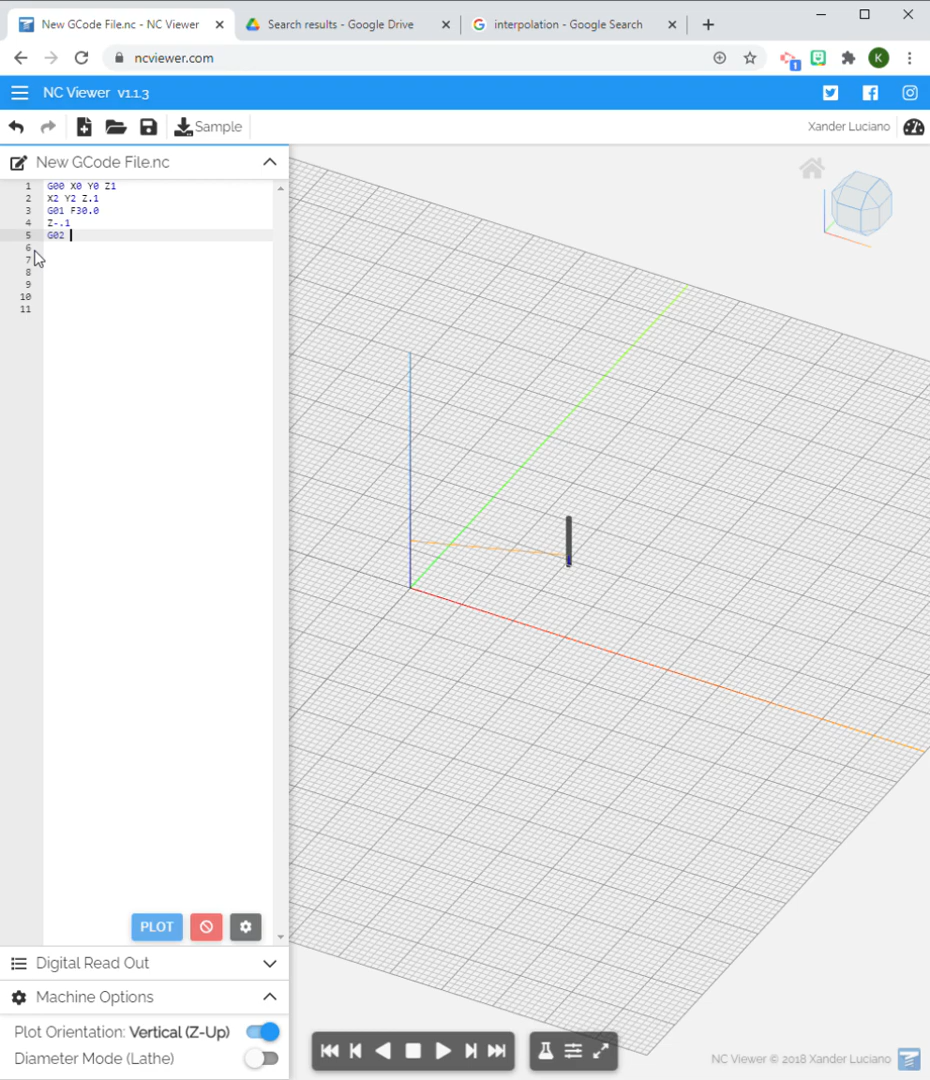 New GCode File.nc - NC Viewer
Search results - Google Drive
interpolation - Google Search
ncviewer.com
1
K
NC Viewer v1.1.3
Sample
Xander Luciano
New GCode File.nc
1 G00 X0 Y0 Z1
2 X2 Y2 Z.1
3 G01 F30.0
4 Z-.1
5 G02
6
7
8
9
10
11
PLOT
Digital Read Out
Machine Options
Plot Orientation: Vertical (Z-Up)
Diameter Mode (Lathe)
NC Viewer © 2018 Xander Luciano